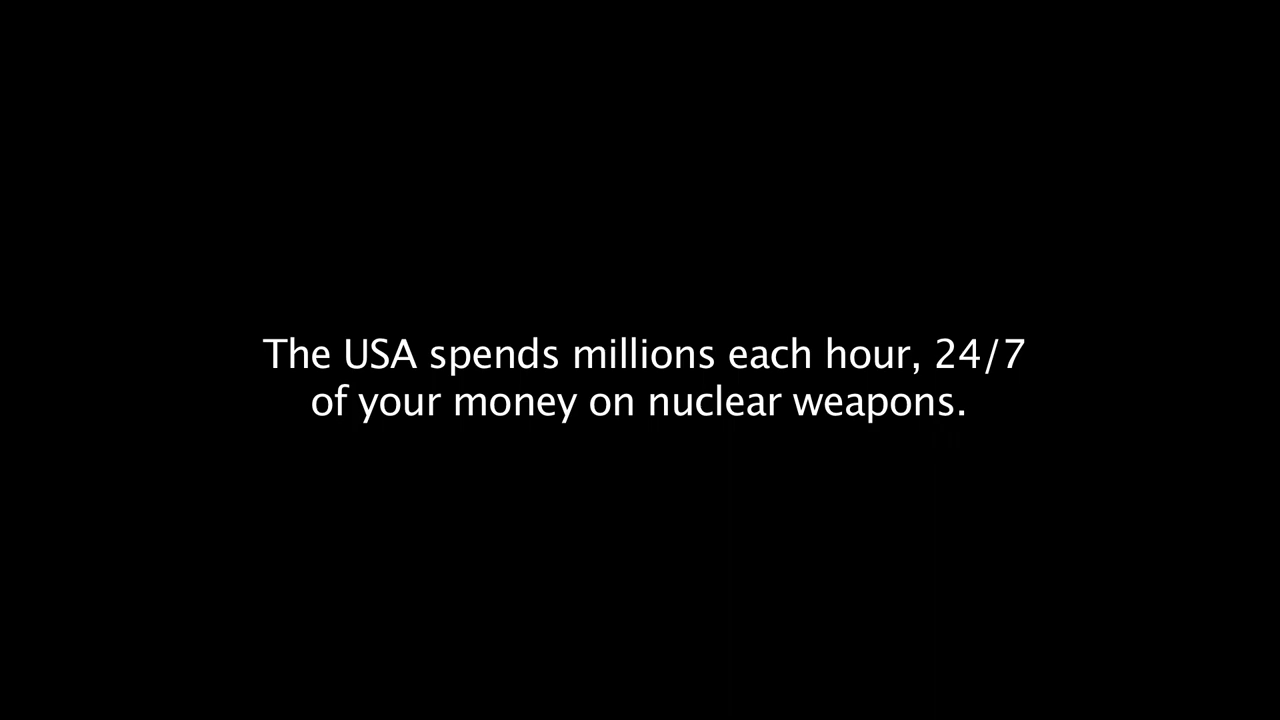 The USA spends millions each hour, 24/7
of your money on nuclear weapons.